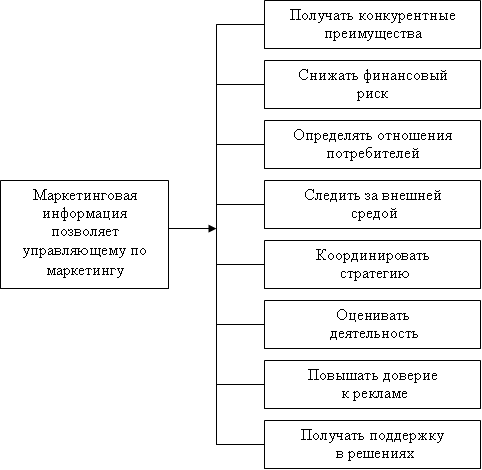 Маркетинговая
информация
позволяет
управляющему по
маркетингу
Получать конкурентные
преимущества
Снижать финансовый
риск
Определять отношения
потребителей
Следить за внешней
средой
Координировать
стратегию
Оценивать
деятельность
Повышать доверие
к рекламе
Получать поддержку
в решениях